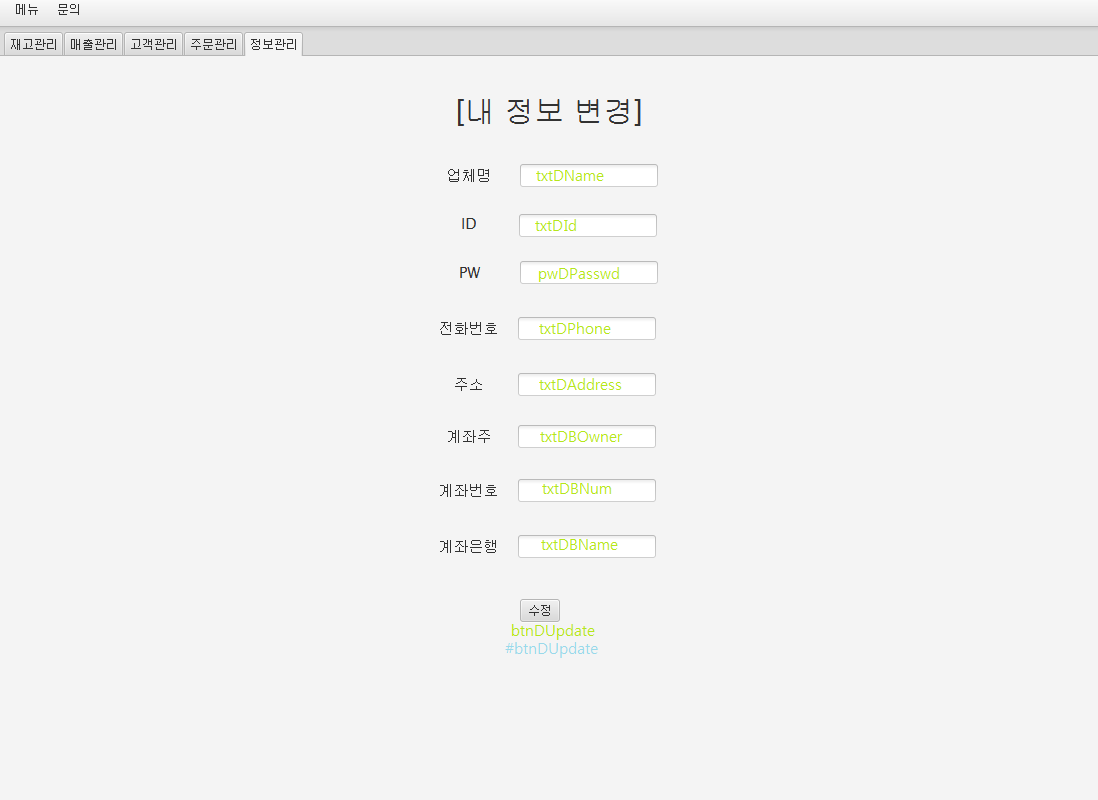 메뉴 문의
재고관리 매출관리 고객관리 주문관리 정보관리
[내 정보 변경]
업체명 txtDName
ID txtDId
PW pwDPasswd
전화번호 txtDPhone
주소 txtDAddress
계좌주 txtDBOwner
계좌번호 txtDBNum
계좌은행 txtDBName
수정
btnDUpdate
#btnDUpdate